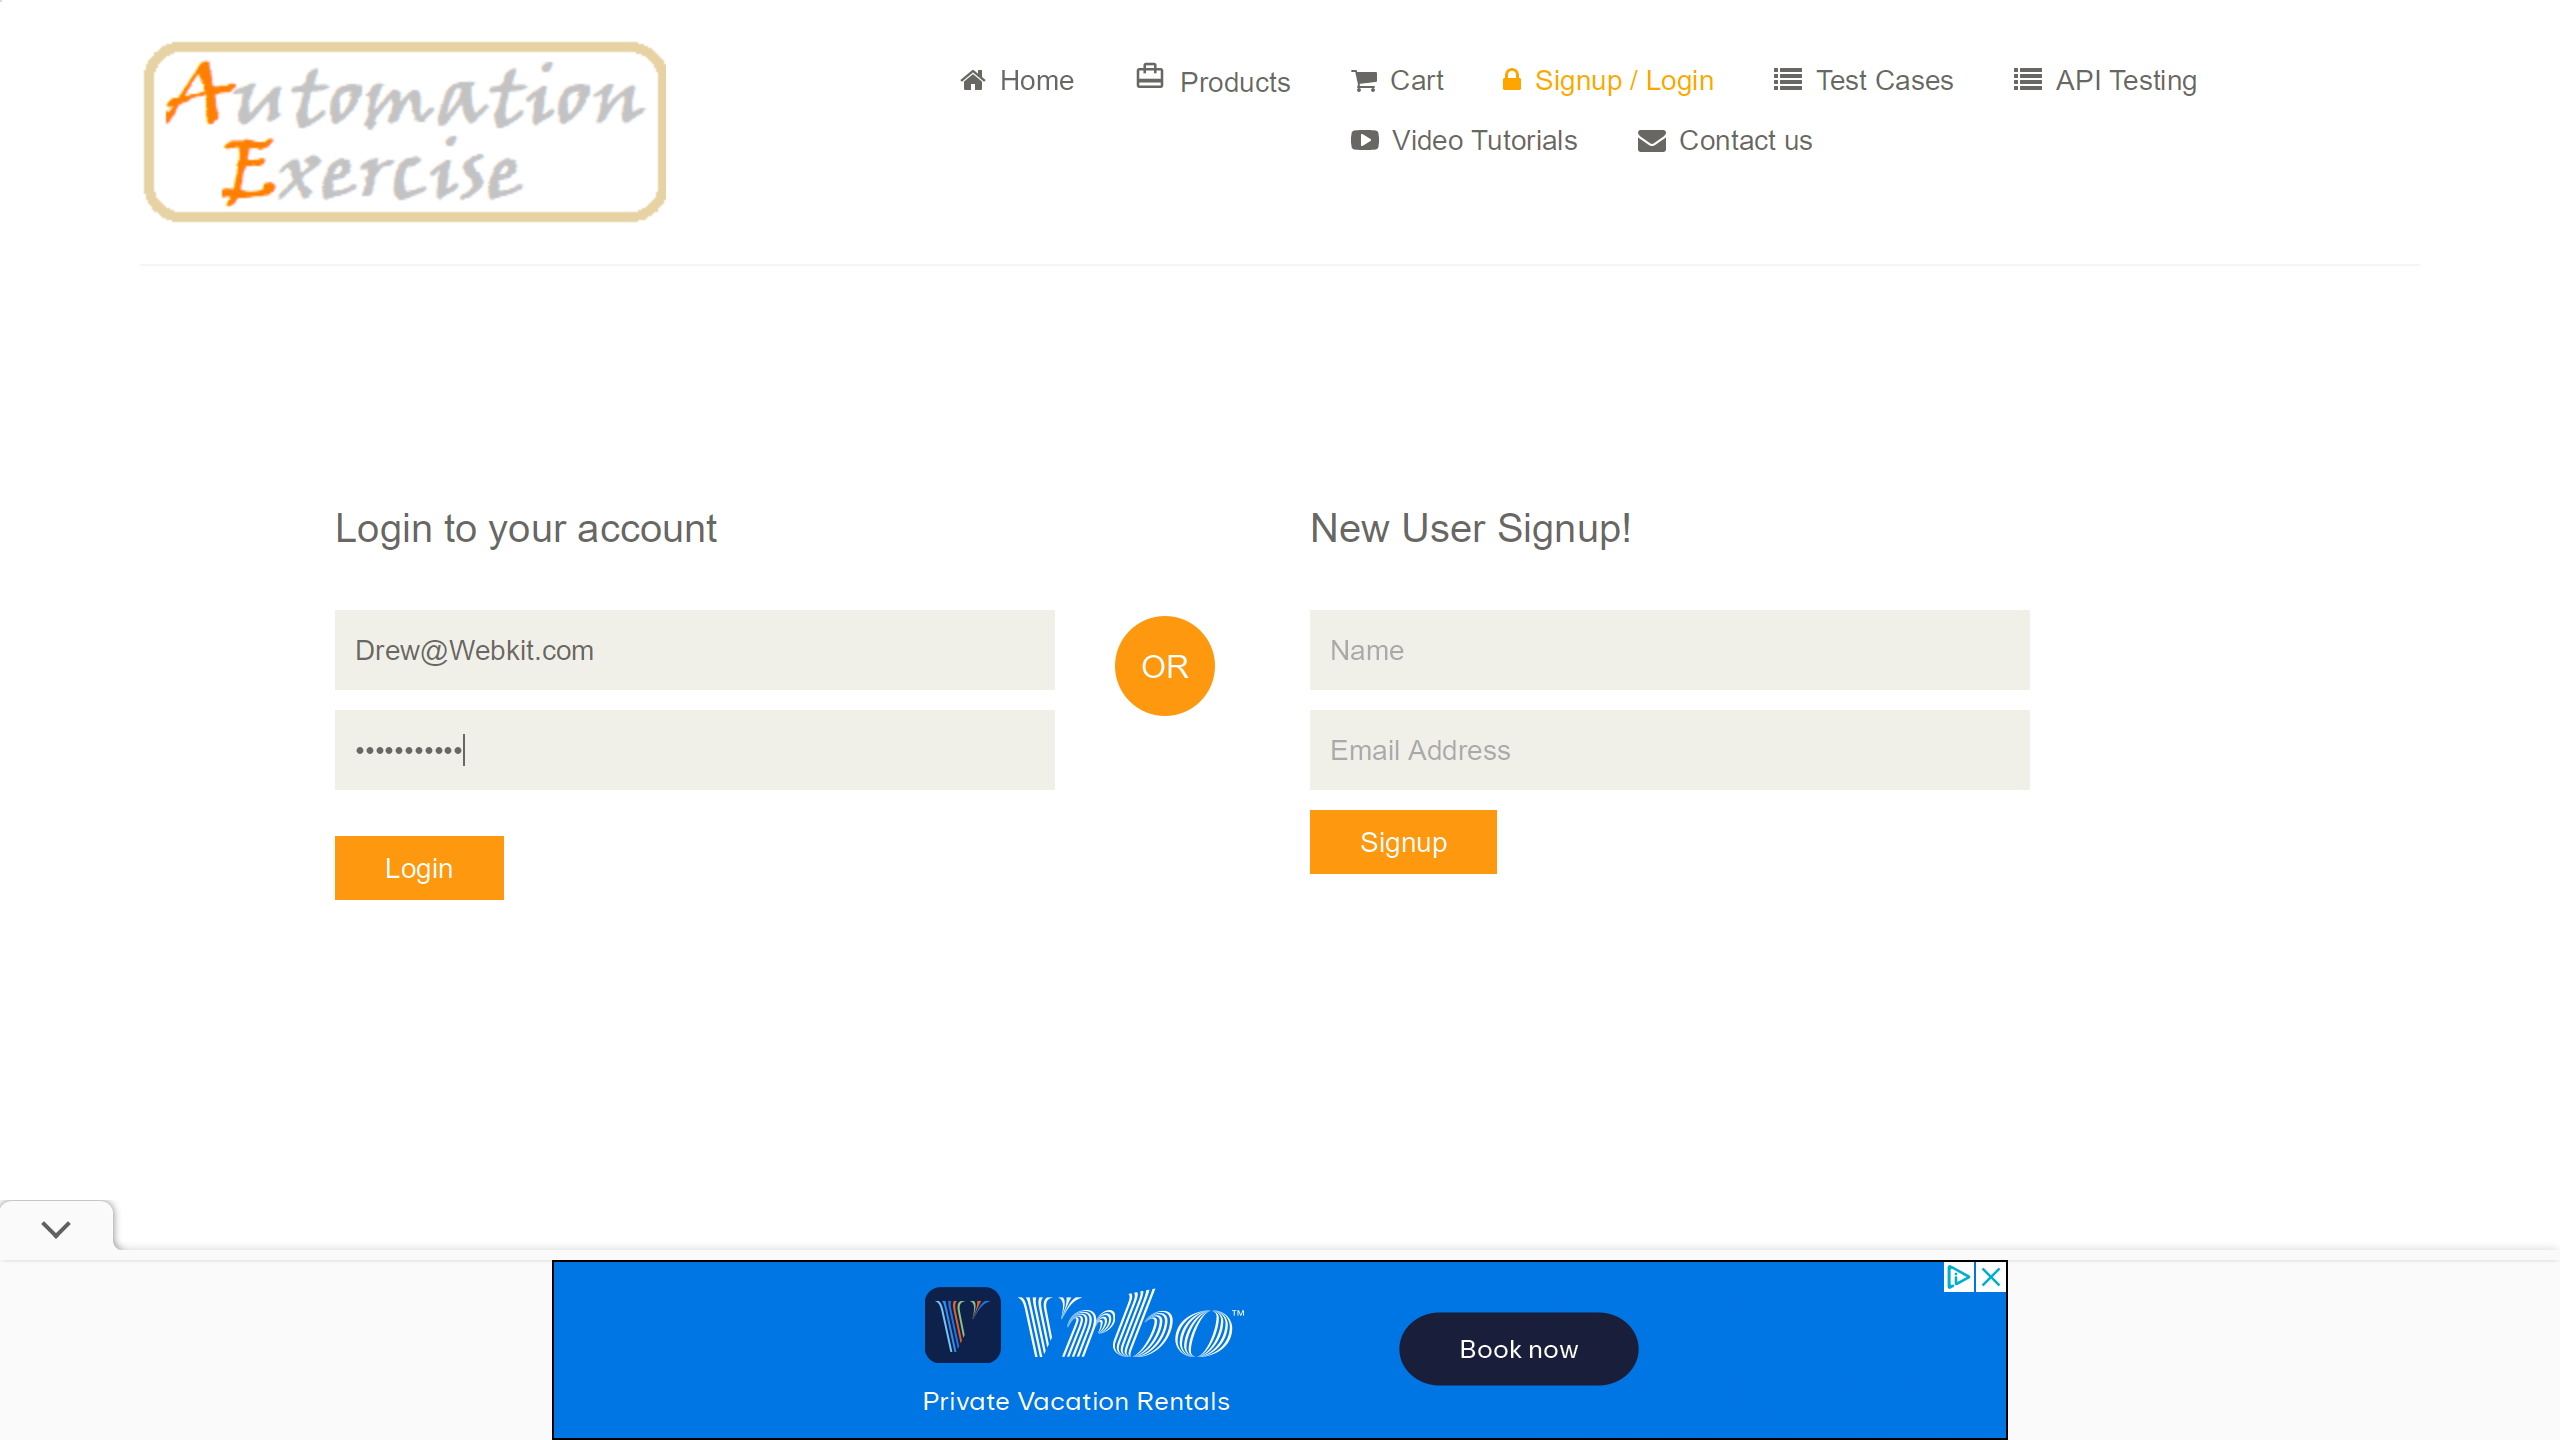 Automation
Exercise
Home
Products
Cart
Signup / Login
Test Cases
API Testing
Video Tutorials
Contact us
Login to your account
Drew@Webkit.com
•••••••••••
Login
OR
New User Signup!
Name
Email Address
Signup
Vrbo™
Private Vacation Rentals
Book now